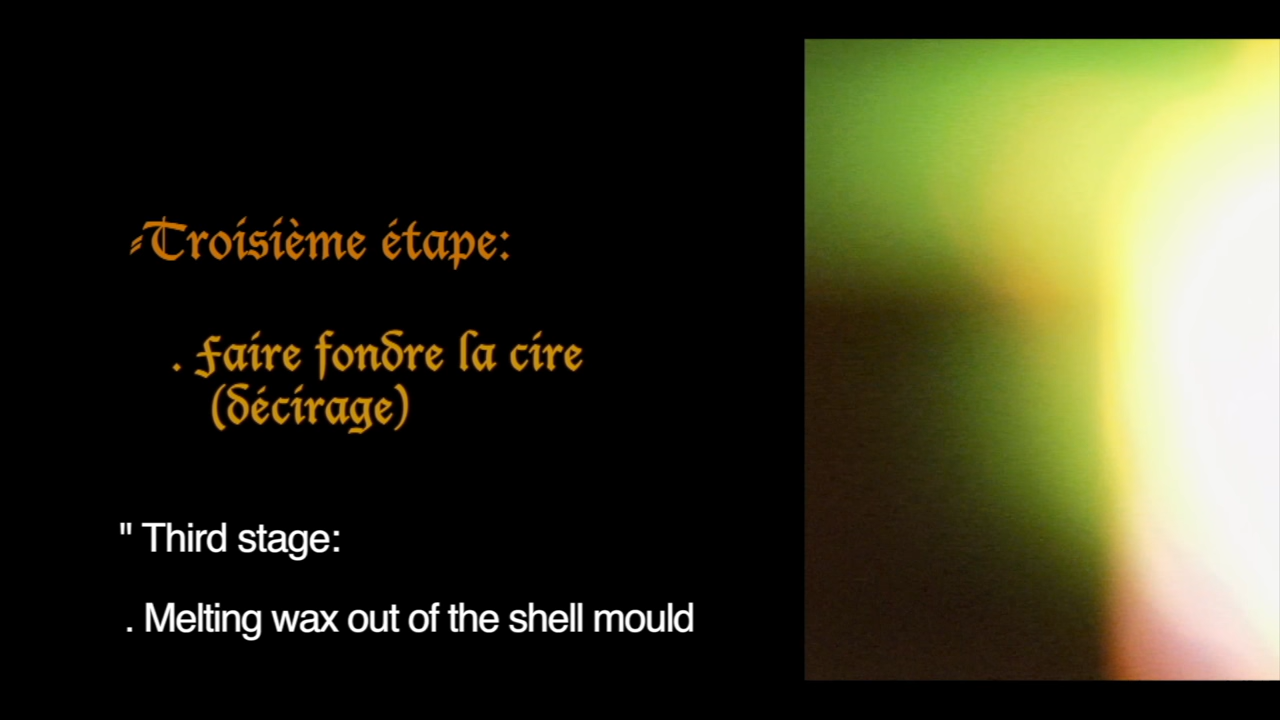 ⸗Troisième étape:
. Faire fondre la cire
(décirage)
" Third stage:
. Melting wax out of the shell mould